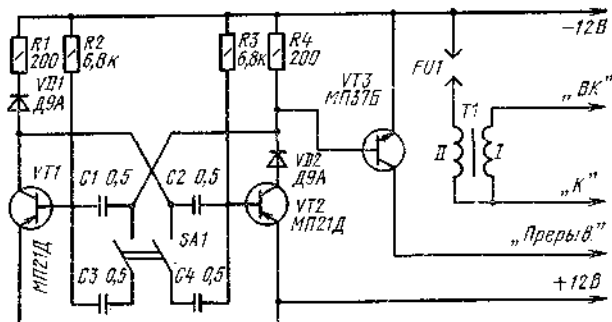 −12В
R1
200
R2
6,8к
R3
6,8к
R4
200
VD1
Д9А
VT3
МП37Б
FU1
T1
„ВК"
II
I
VT1
C1 0,5
C2 0,5
VD2
Д9А
VT2
МП21Д
„К"
МП21Д
SA1
C3 0,5
C4 0,5
„Прерыв."
+12В